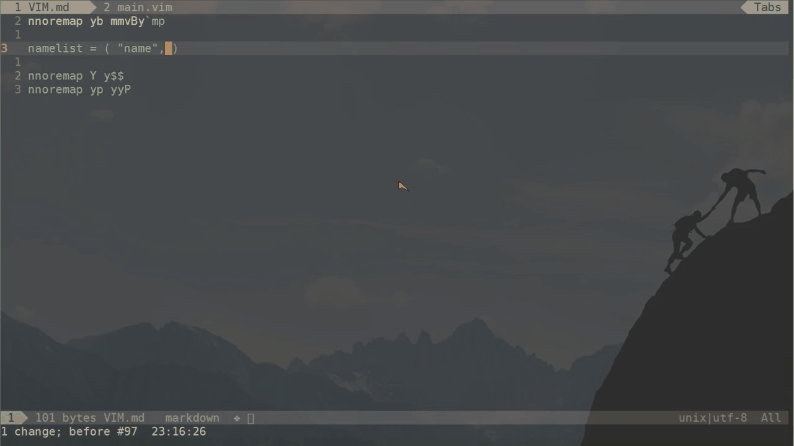 1 VIM.md 2 main.vim Tabs
2 nnoremap yb mmvBy`mp
1
3 namelist = ( "name", )
1
2 nnoremap Y y$$
3 nnoremap yp yyP
1 101 bytes VIM.md markdown ❖ [] unix|utf-8 All
1 change; before #97 23:16:26